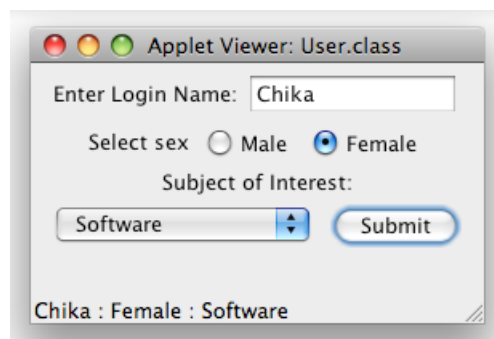 Applet Viewer: User.class
Enter Login Name: Chika
Select sex Male Female
Subject of Interest:
Software Submit
Chika : Female : Software